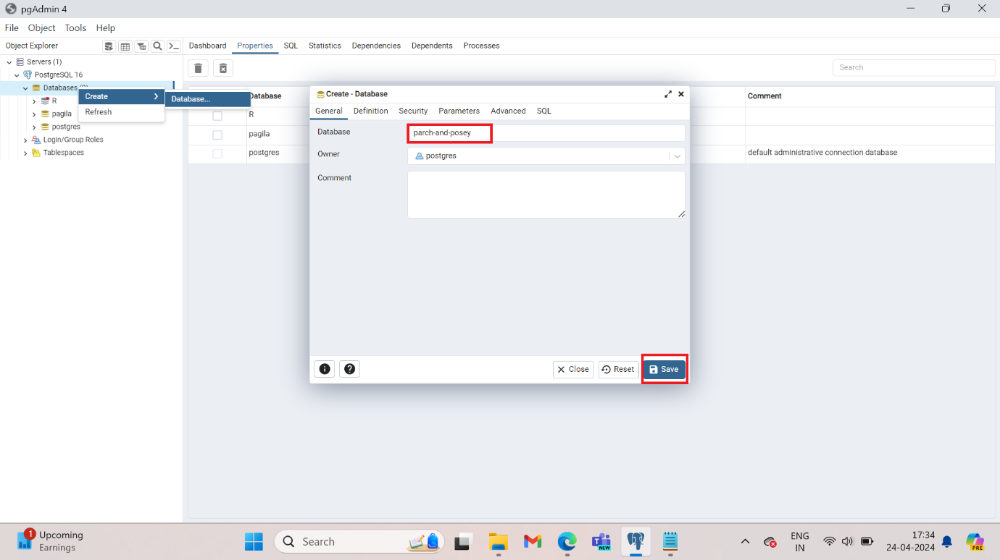 pgAdmin 4
File Object Tools Help
Object Explorer
Dashboard Properties SQL Statistics Dependencies Dependents Processes
Servers (1)
PostgreSQL 16
Databases
Create
Database...
Refresh
R
pagila
postgres
Login/Group Roles
Tablespaces
Search
Database
Comment
R
pagila
postgres
default administrative connection database
Create - Database
General Definition Security Parameters Advanced SQL
Database
parch-and-posey
Owner
postgres
Comment
Close
Reset
Save
1
Upcoming
Earnings
Search
NEW
ENG
IN
17:34
24-04-2024
PRE